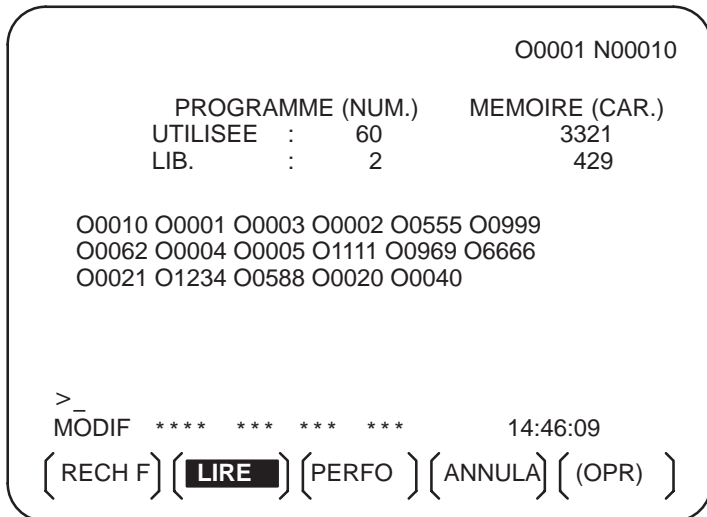 O0001 N00010
PROGRAMME (NUM.) MEMOIRE (CAR.)
UTILISEE : 60 3321
LIB. : 2 429
O0010 O0001 O0003 O0002 O0555 O0999
O0062 O0004 O0005 O1111 O0969 O6666
O0021 O1234 O0588 O0020 O0040
>_
MODIF **** *** *** *** 14:46:09
RECH F LIRE PERFO ANNULA (OPR)